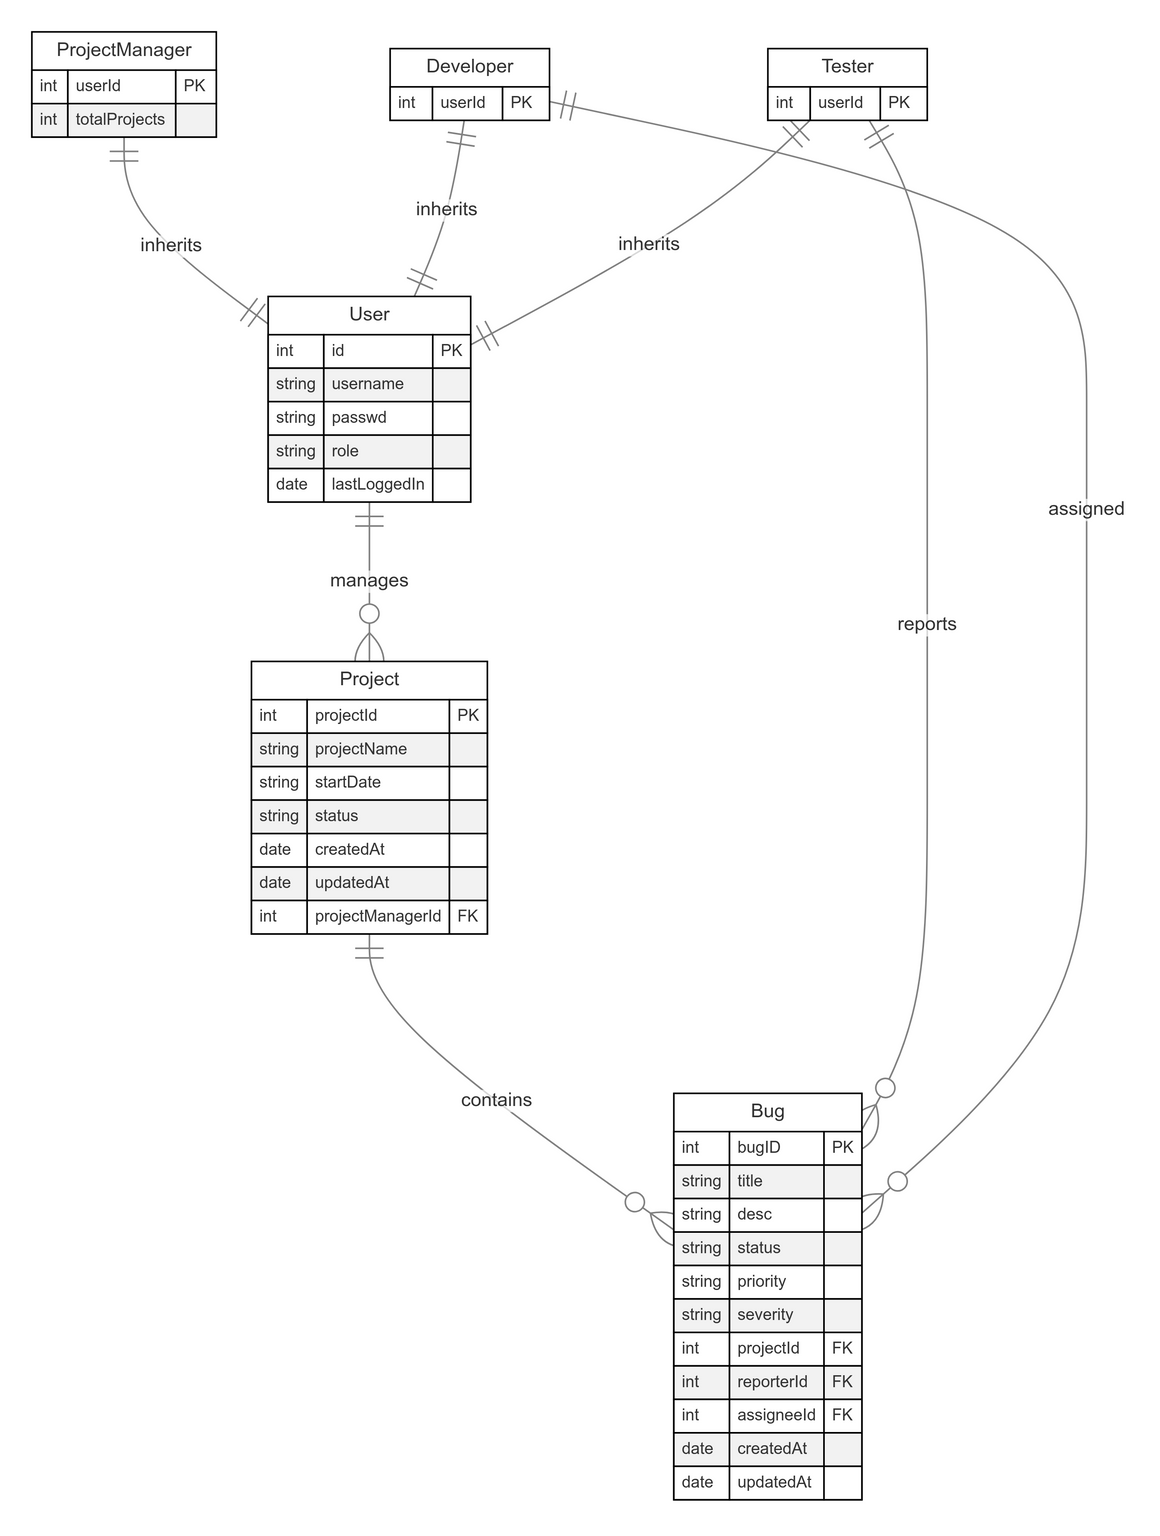 ProjectManager
int userId PK
int totalProjects
Developer
int userId PK
Tester
int userId PK
inherits
inherits
inherits
User
int id PK
string username
string passwd
string role
date lastLoggedIn
assigned
manages
reports
Project
int projectId PK
string projectName
string startDate
string status
date createdAt
date updatedAt
int projectManagerId FK
contains
Bug
int bugID PK
string title
string desc
string status
string priority
string severity
int projectId FK
int reporterId FK
int assigneeId FK
date createdAt
date updatedAt